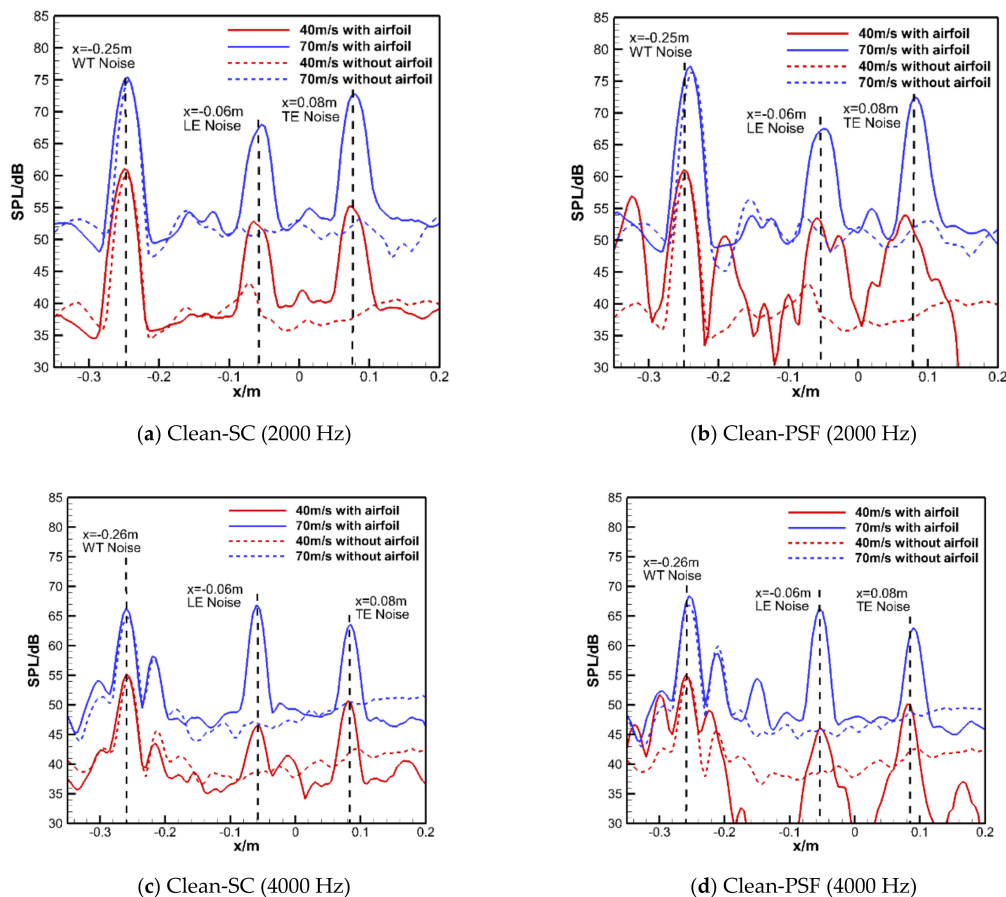 85
80
75
70
65
60
55
50
45
40
35
30
SPL/dB
-0.3
-0.2
-0.1
0
0.1
0.2
x/m
40m/s with airfoil
70m/s with airfoil
40m/s without airfoil
70m/s without airfoil
x=-0.25m
WT Noise
x=-0.06m
LE Noise
x=0.08m
TE Noise
(a) Clean-SC (2000 Hz)
85
80
75
70
65
60
55
50
45
40
35
30
SPL/dB
-0.3
-0.2
-0.1
0
0.1
0.2
x/m
40m/s with airfoil
70m/s with airfoil
40m/s without airfoil
70m/s without airfoil
x=-0.25m
WT Noise
x=-0.06m
LE Noise
x=0.08m
TE Noise
(b) Clean-PSF (2000 Hz)
85
80
75
70
65
60
55
50
45
40
35
30
SPL/dB
-0.3
-0.2
-0.1
0
0.1
0.2
x/m
40m/s with airfoil
70m/s with airfoil
40m/s without airfoil
70m/s without airfoil
x=-0.26m
WT Noise
x=-0.06m
LE Noise
x=0.08m
TE Noise
(c) Clean-SC (4000 Hz)
85
80
75
70
65
60
55
50
45
40
35
30
SPL/dB
-0.3
-0.2
-0.1
0
0.1
0.2
x/m
40m/s with airfoil
70m/s with airfoil
40m/s without airfoil
70m/s without airfoil
x=-0.26m
WT Noise
x=-0.06m
LE Noise
x=0.08m
TE Noise
(d) Clean-PSF (4000 Hz)